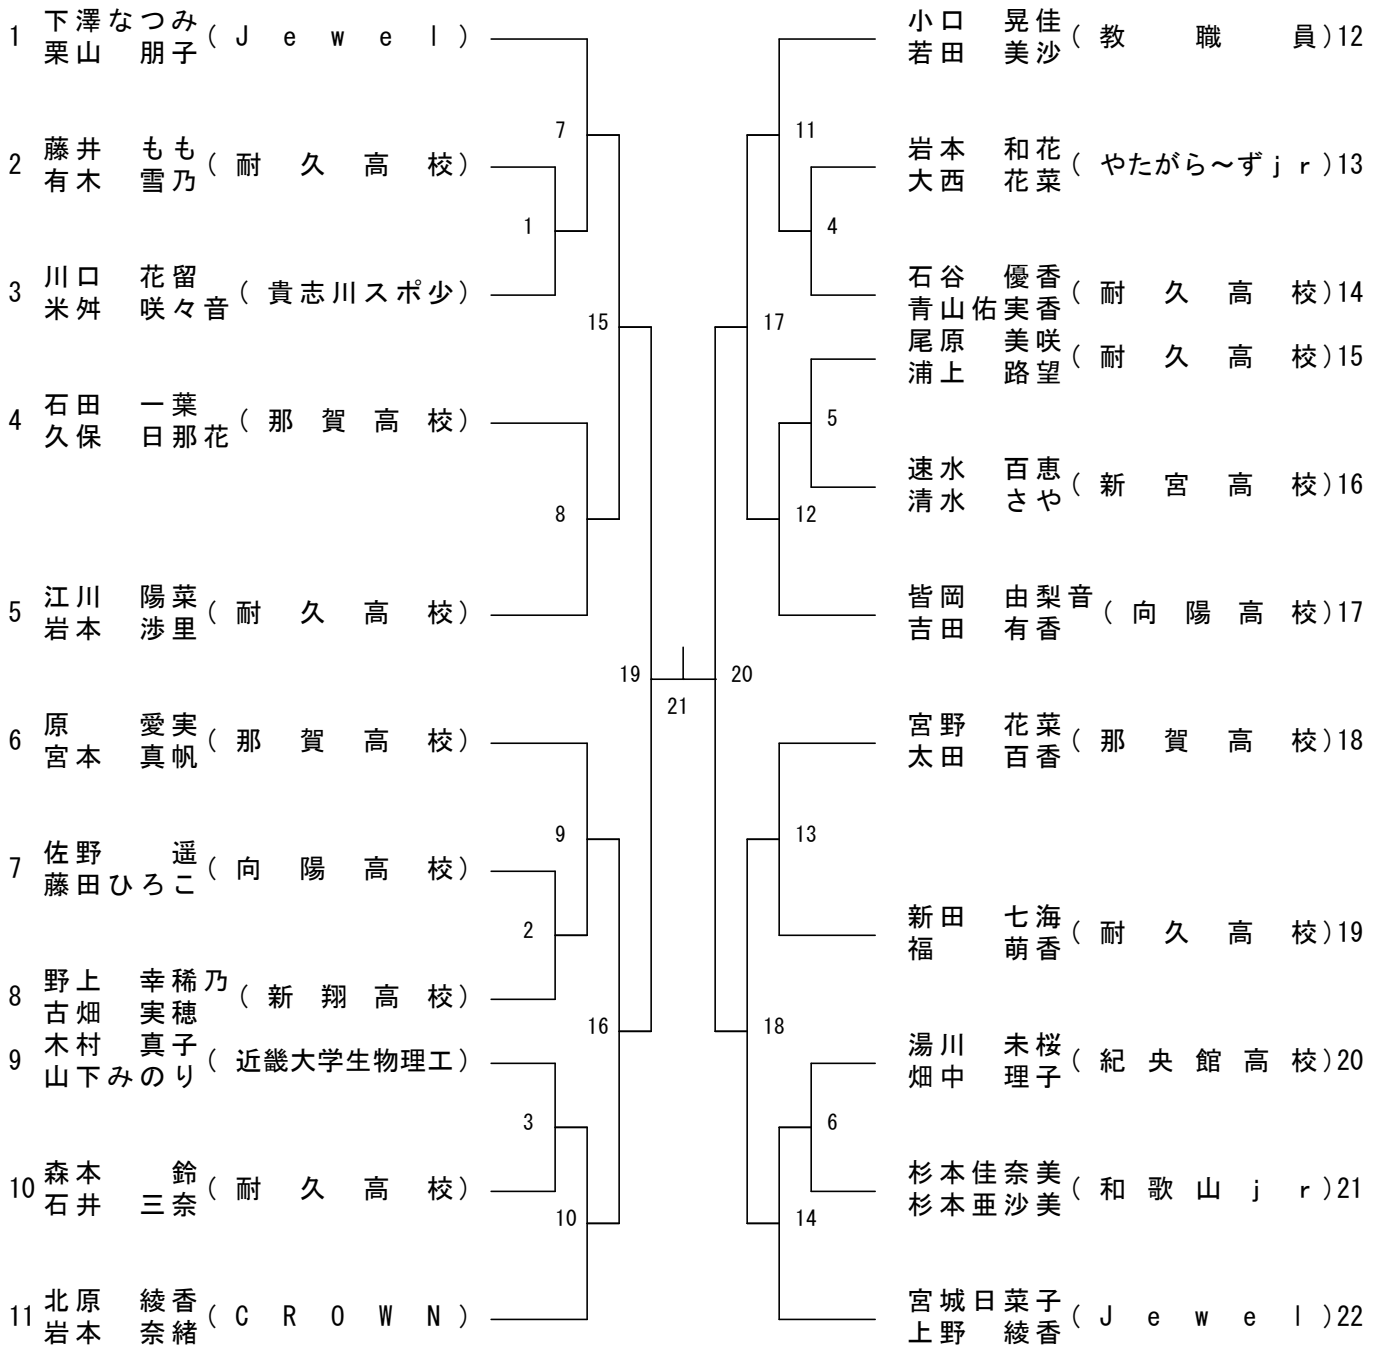 1 下澤なつみ
栗山 朋子 (Jewel)
2 藤井 もも
有木 雪乃 (耐久高校)
3 川口 花留
米舛 咲々音 (貴志川スポ少)
4 石田 一葉
久保 日那花 (那賀高校)
5 江川 陽菜
岩本 渉里 (耐久高校)
6 原 愛実
宮本 真帆 (那賀高校)
7 佐野 遥
藤田ひろこ (向陽高校)
8 野上 幸稀乃
古畑 実穂 (新翔高校)
9 木村 真子
山下みのり (近畿大学生物理工)
10 森本 鈴
石井 三奈 (耐久高校)
11 北原 綾香
岩本 奈緒 (CROWN)
7
1
15
8
19
9
2
16
3
10
21
11
4
17
5
12
20
13
18
6
14
小口 晃佳
若田 美沙 (教職員) 12
岩本 和花
大西 花菜 (やたがら～ずjr) 13
石谷 優香
青山佑実香 (耐久高校) 14
尾原 美咲
浦上 路望 (耐久高校) 15
速水 百恵
清水 さや (新宮高校) 16
皆岡 由梨音
吉田 有香 (向陽高校) 17
宮野 花菜
太田 百香 (那賀高校) 18
新田 七海
福 萌香 (耐久高校) 19
湯川 未桜
畑中 理子 (紀央館高校) 20
杉本佳奈美
杉本亜沙美 (和歌山jr) 21
宮城日菜子
上野 綾香 (Jewel) 22